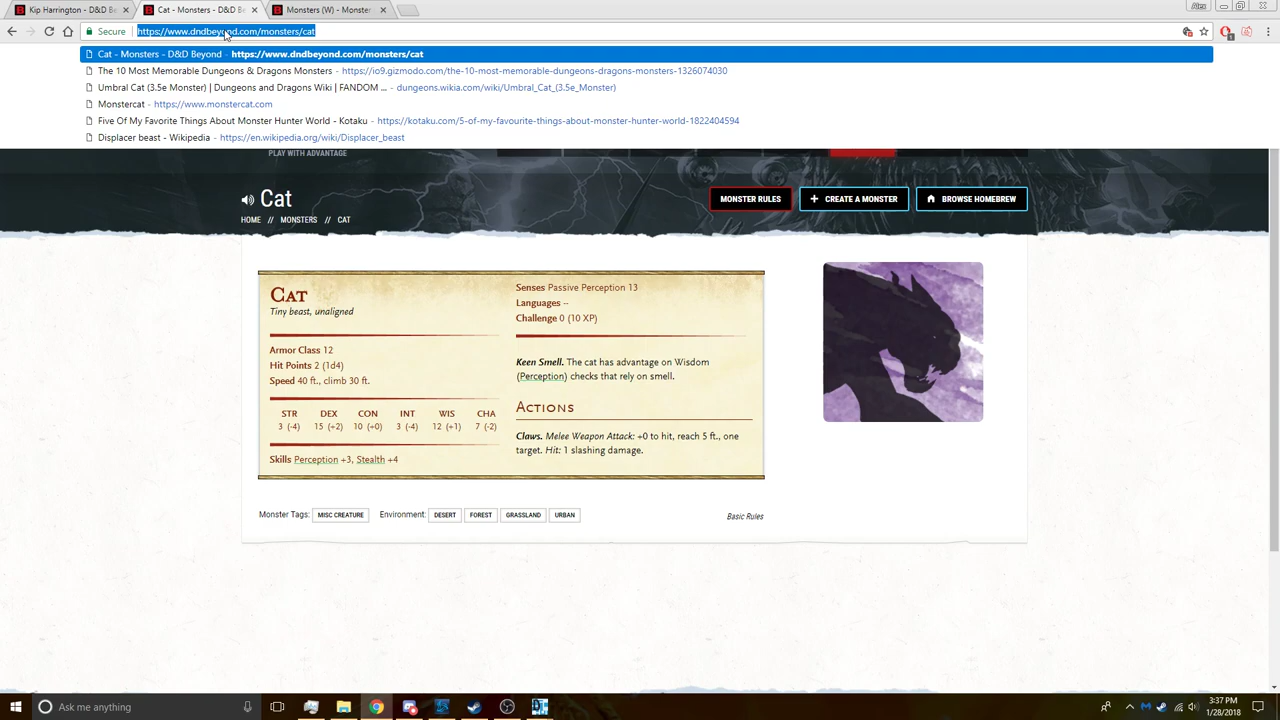 Kip Harrington - D&D Be
Cat - Monsters - D&D Be
Monsters (W) - Monster
Alex
Secure
https://www.dndbeyond.com/monsters/cat
Cat - Monsters - D&D Beyond - https://www.dndbeyond.com/monsters/cat
The 10 Most Memorable Dungeons & Dragons Monsters - https://io9.gizmodo.com/the-10-most-memorable-dungeons-dragons-monsters-1326074030
Umbral Cat (3.5e Monster) | Dungeons and Dragons Wiki | FANDOM ... - dungeons.wikia.com/wiki/Umbral_Cat_(3.5e_Monster)
Monstercat - https://www.monstercat.com
Five Of My Favorite Things About Monster Hunter World - Kotaku - https://kotaku.com/5-of-my-favourite-things-about-monster-hunter-world-1822404594
Displacer beast - Wikipedia - https://en.wikipedia.org/wiki/Displacer_beast
PLAY WITH ADVANTAGE
Cat
MONSTER RULES
CREATE A MONSTER
BROWSE HOMEBREW
HOME // MONSTERS // CAT
CAT
Tiny beast, unaligned
Armor Class 12
Hit Points 2 (1d4)
Speed 40 ft., climb 30 ft.
STR DEX CON INT WIS CHA
3 (-4) 15 (+2) 10 (+0) 3 (-4) 12 (+1) 7 (-2)
Skills Perception +3, Stealth +4
Senses Passive Perception 13
Languages --
Challenge 0 (10 XP)
Keen Smell. The cat has advantage on Wisdom
(Perception) checks that rely on smell.
ACTIONS
Claws. Melee Weapon Attack: +0 to hit, reach 5 ft., one
target. Hit: 1 slashing damage.
Monster Tags: MISC CREATURE Environment: DESERT FOREST GRASSLAND URBAN
Basic Rules
Ask me anything
3:37 PM
1/28/2018